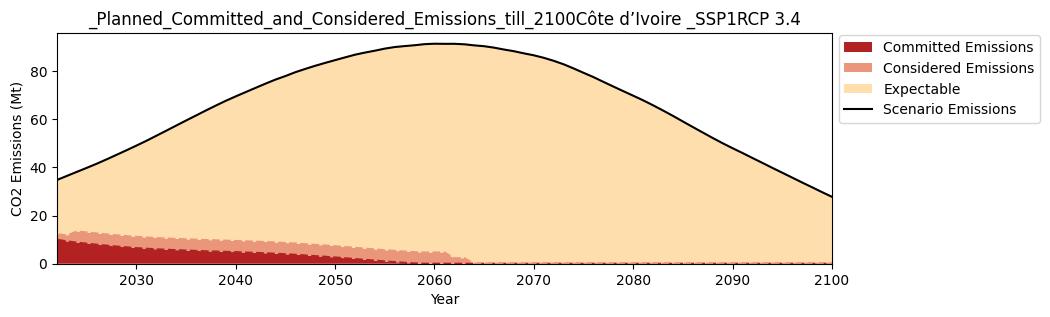 _Planned_Committed_and_Considered_Emissions_till_2100Côte d’Ivoire _SSP1RCP 3.4
Committed Emissions
Considered Emissions
Expectable
Scenario Emissions
CO2 Emissions (Mt)
80
60
40
20
0
2030 2040 2050 2060 2070 2080 2090 2100
Year